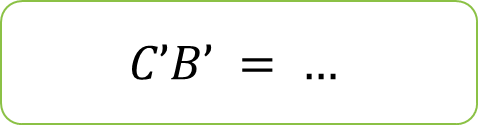 C’B’ = ...